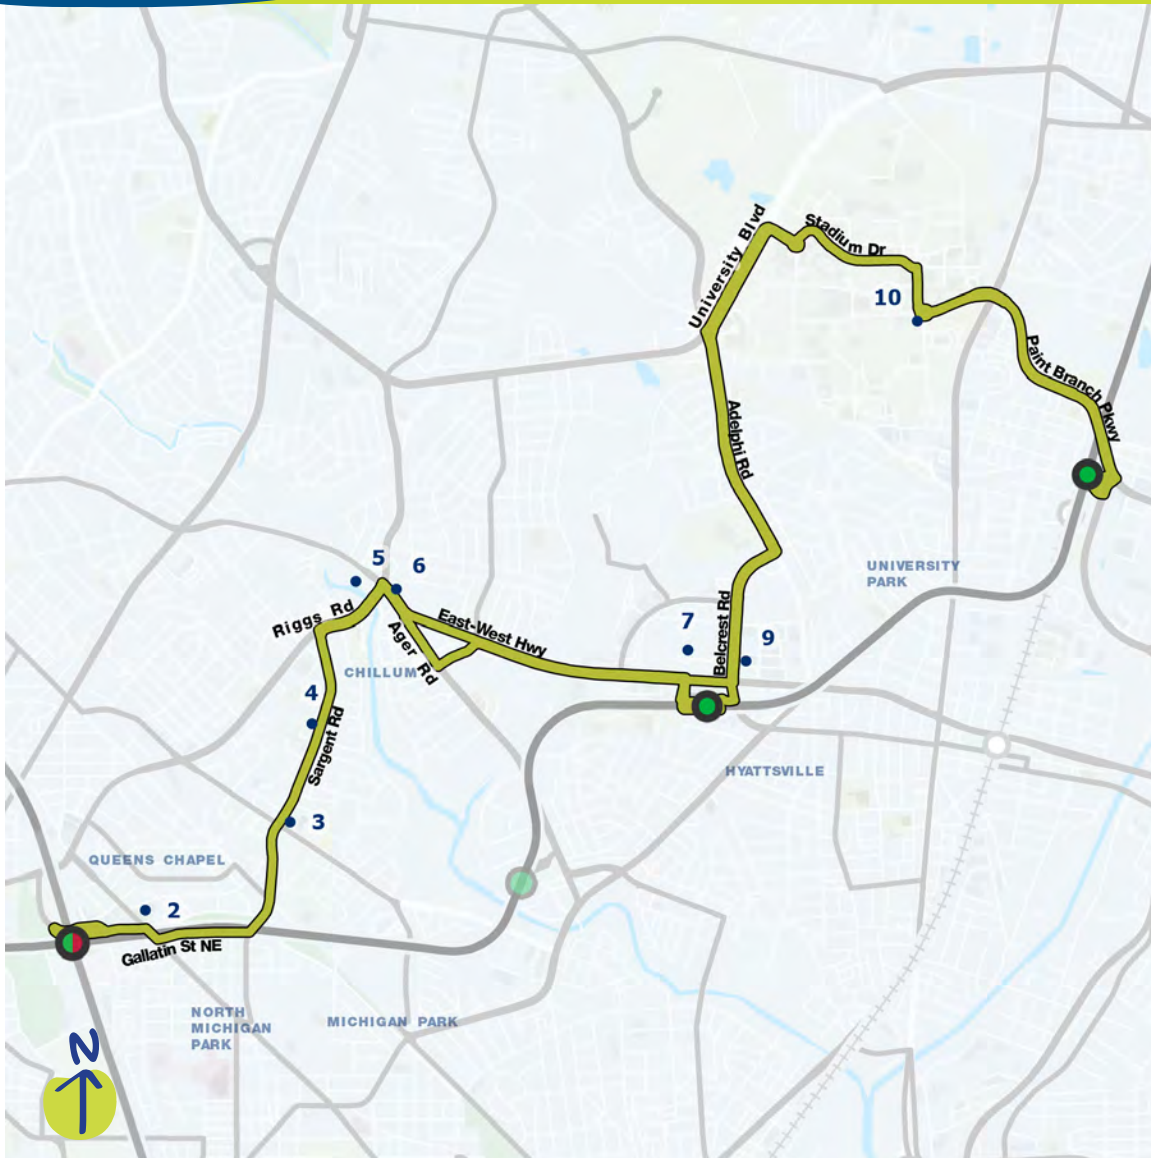 University Blvd
Stadium Dr
10
Paint Branch Pkwy
Adelphi Rd
5
6
UNIVERSITY
PARK
Riggs Rd
East-West Hwy
Ager Rd
Belcrest Rd
7
9
CHILLUM
4
Sargent Rd
HYATTSVILLE
3
QUEENS CHAPEL
2
Gallatin St NE
NORTH
MICHIGAN
PARK
MICHIGAN PARK
N